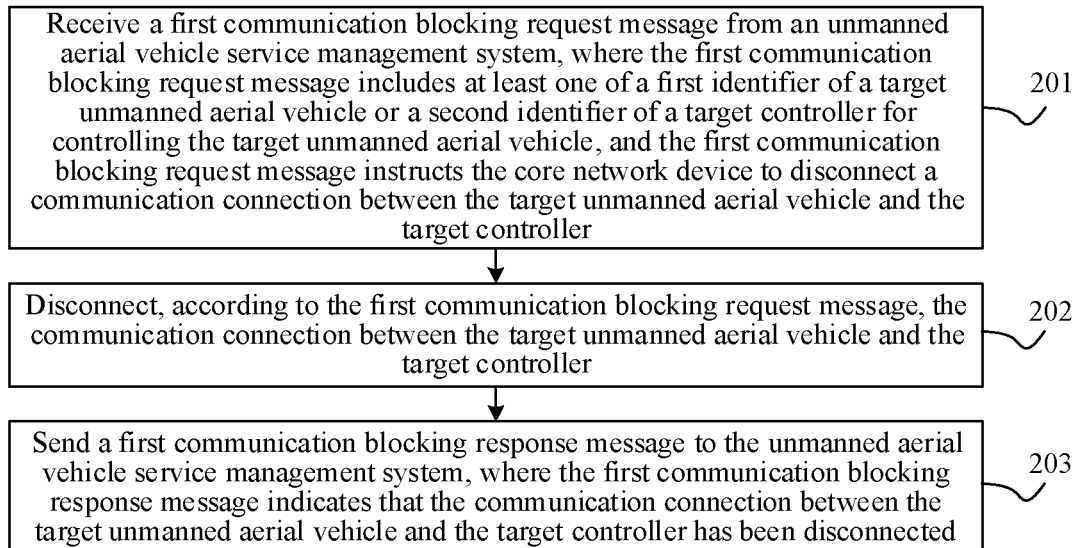 Receive a first communication blocking request message from an unmanned
aerial vehicle service management system, where the first communication
blocking request message includes at least one of a first identifier of a target
unmanned aerial vehicle or a second identifier of a target controller for
controlling the target unmanned aerial vehicle, and the first communication
blocking request message instructs the core network device to disconnect a
communication connection between the target unmanned aerial vehicle and the
target controller
201
Disconnect, according to the first communication blocking request message, the
communication connection between the target unmanned aerial vehicle and the
target controller
202
Send a first communication blocking response message to the unmanned aerial
vehicle service management system, where the first communication blocking
response message indicates that the communication connection between the
target unmanned aerial vehicle and the target controller has been disconnected
203